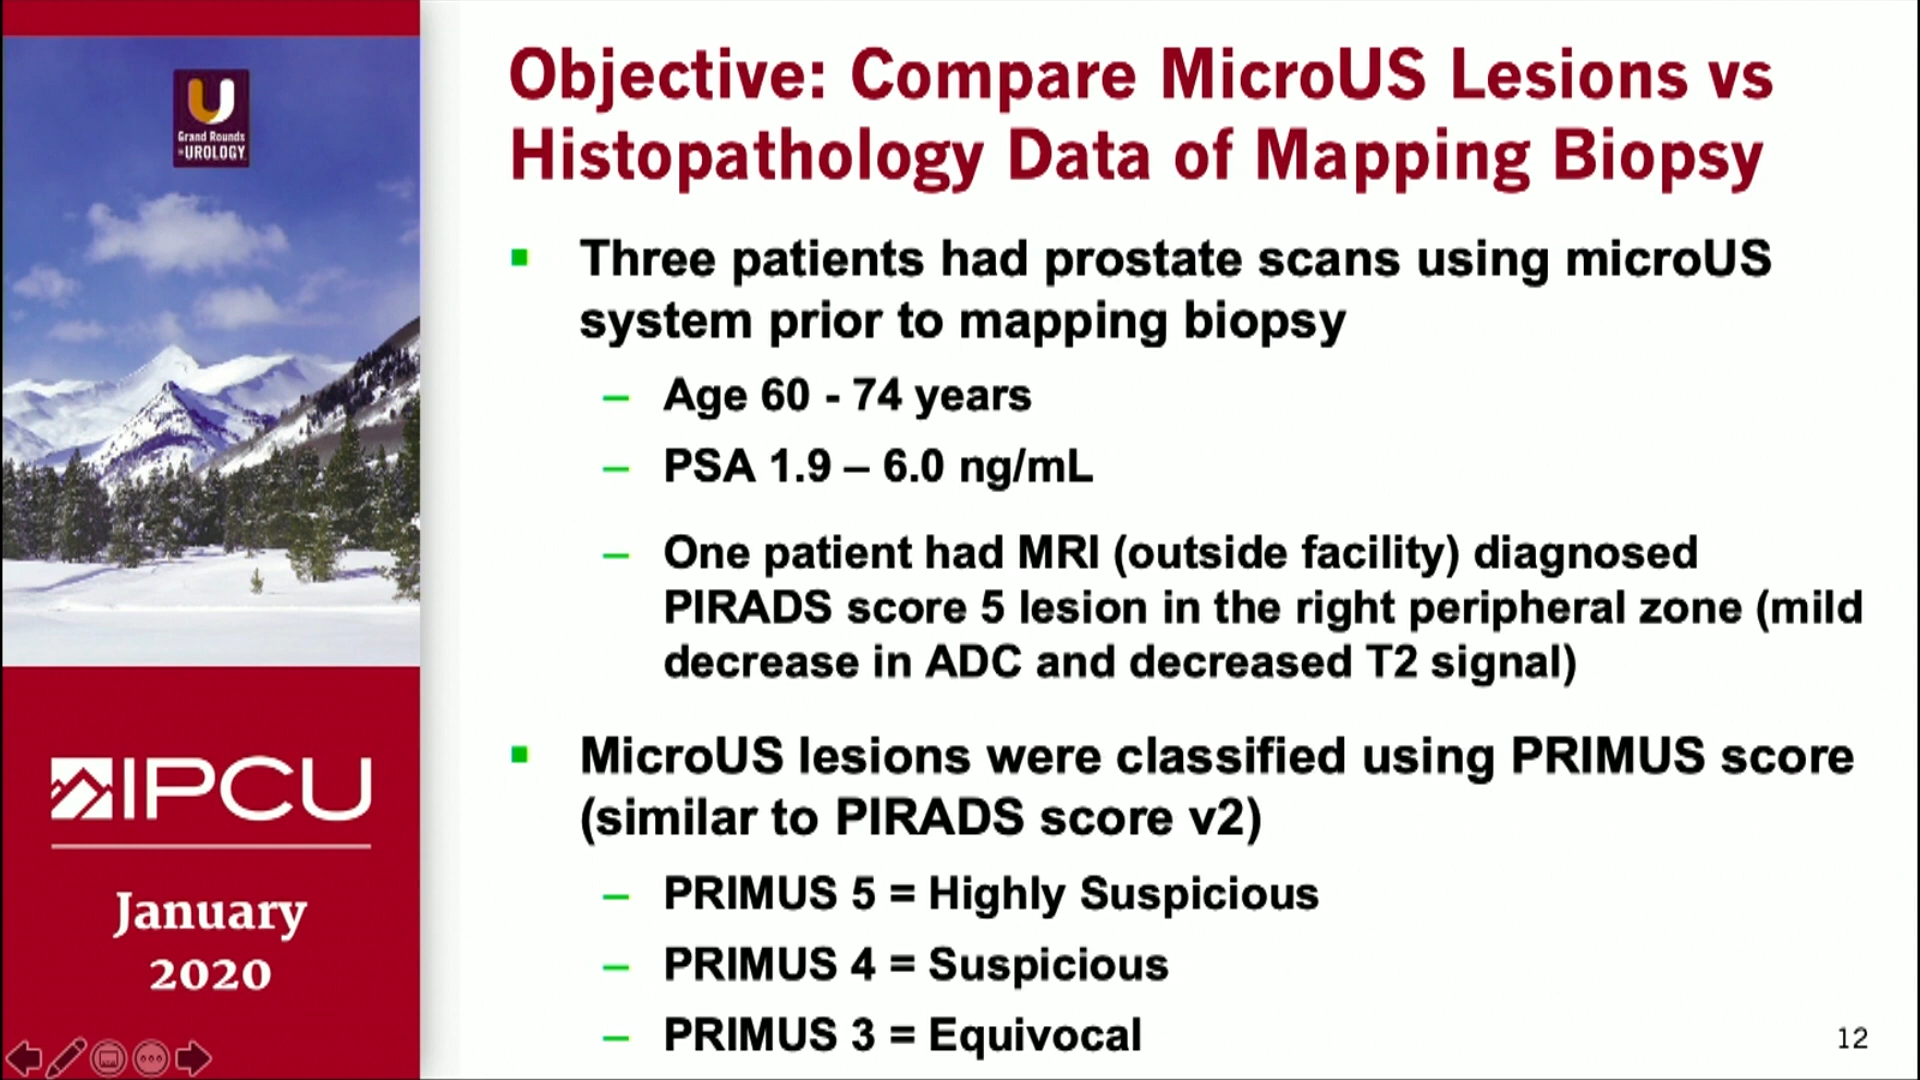 Grand Rounds
in UROLOGY
IPCU
January
2020
Objective: Compare MicroUS Lesions vs
Histopathology Data of Mapping Biopsy
Three patients had prostate scans using microUS
system prior to mapping biopsy
– Age 60 - 74 years
– PSA 1.9 – 6.0 ng/mL
– One patient had MRI (outside facility) diagnosed
PIRADS score 5 lesion in the right peripheral zone (mild
decrease in ADC and decreased T2 signal)
MicroUS lesions were classified using PRIMUS score
(similar to PIRADS score v2)
– PRIMUS 5 = Highly Suspicious
– PRIMUS 4 = Suspicious
– PRIMUS 3 = Equivocal
12